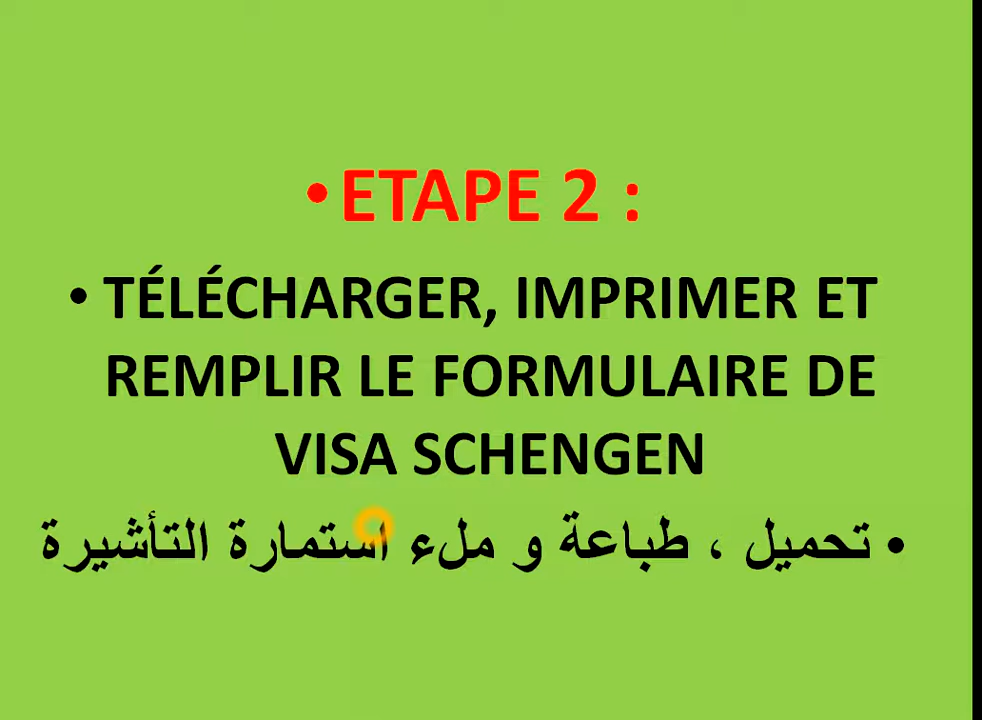 • ETAPE 2 :
• TÉLÉCHARGER, IMPRIMER ET
REMPLIR LE FORMULAIRE DE
VISA SCHENGEN
• تحميل ، طباعة و ملء استمارة التأشيرة